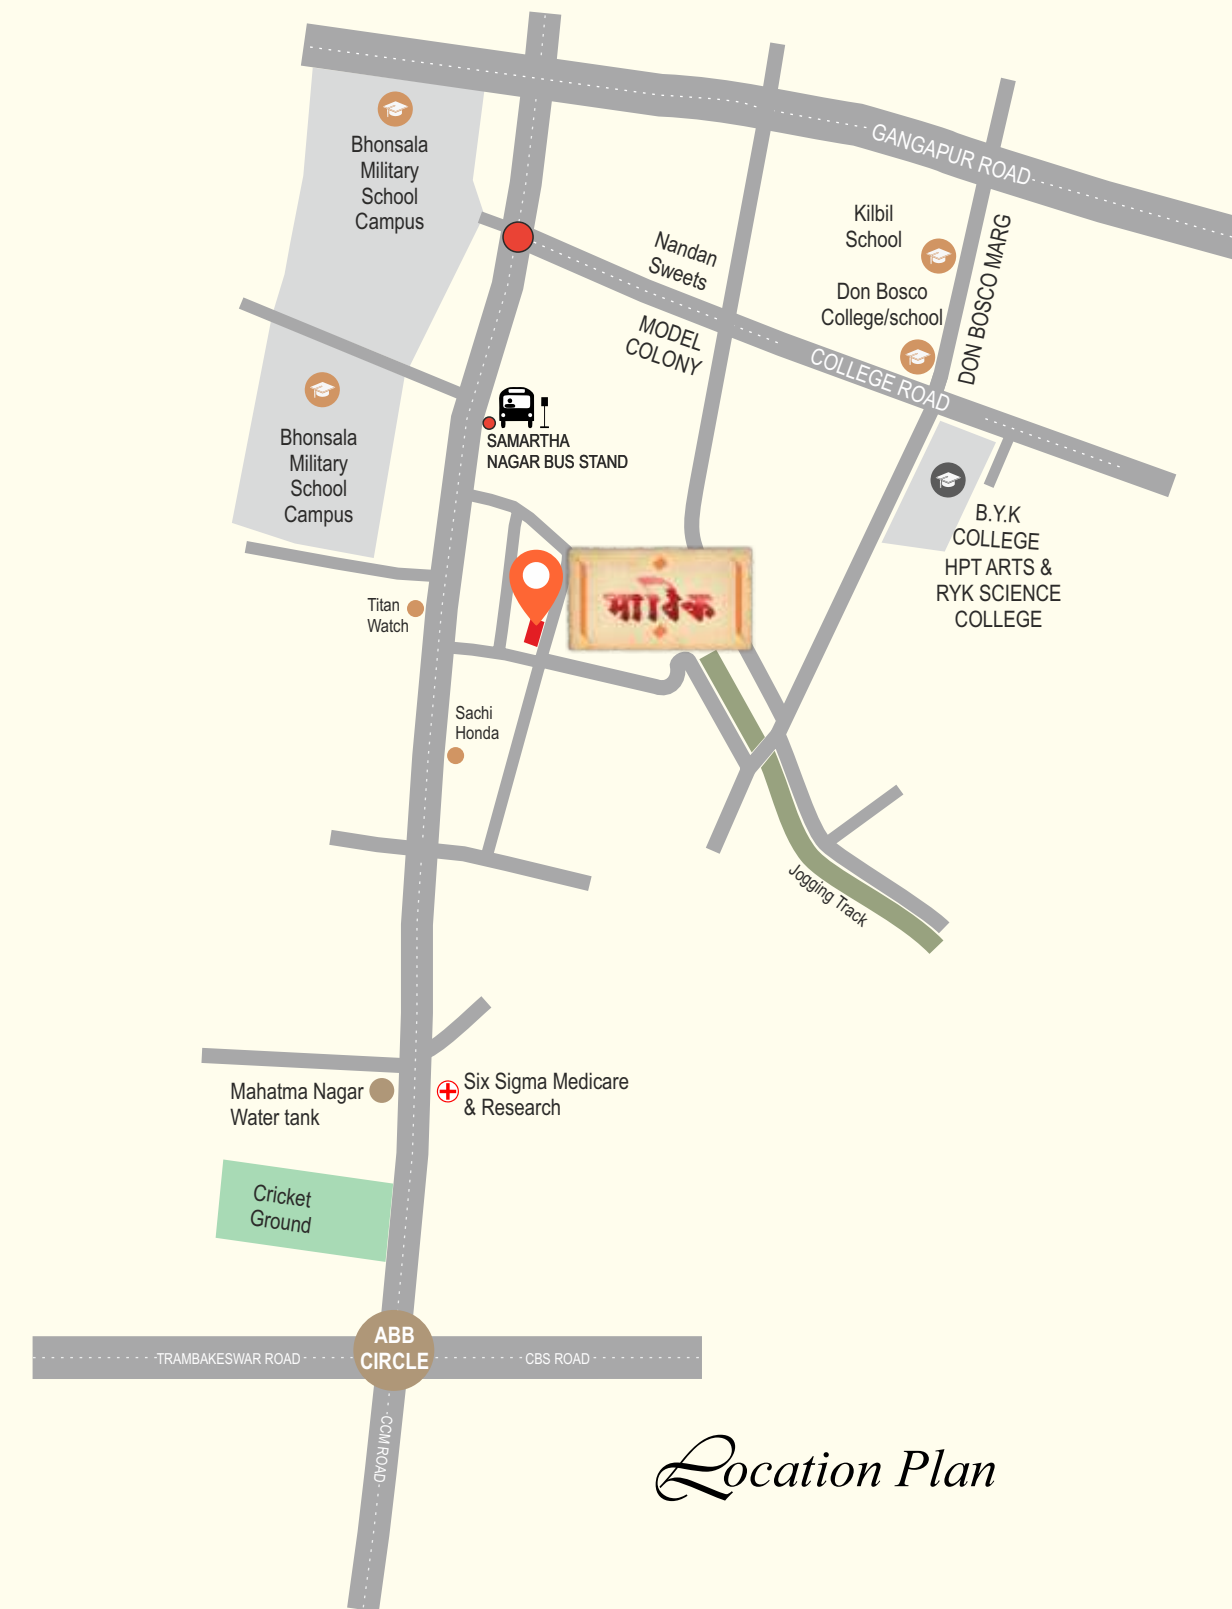 GANGAPUR ROAD
Bhonsala
Military
School
Campus
Kilbil
School
Nandan
Sweets
DON BOSCO MARG
Don Bosco
College/school
MODEL
COLONY
COLLEGE ROAD
Bhonsala
Military
School
Campus
SAMARTHA
NAGAR BUS STAND
B.Y.K
COLLEGE
HPT ARTS &
RYK SCIENCE
COLLEGE
Titan
Watch
Sachi
Honda
Jogging Track
Mahatma Nagar
Water tank
Six Sigma Medicare
& Research
Cricket
Ground
ABB
CIRCLE
TRAMBAKESWAR ROAD
CBS ROAD
CCM ROAD
Location Plan